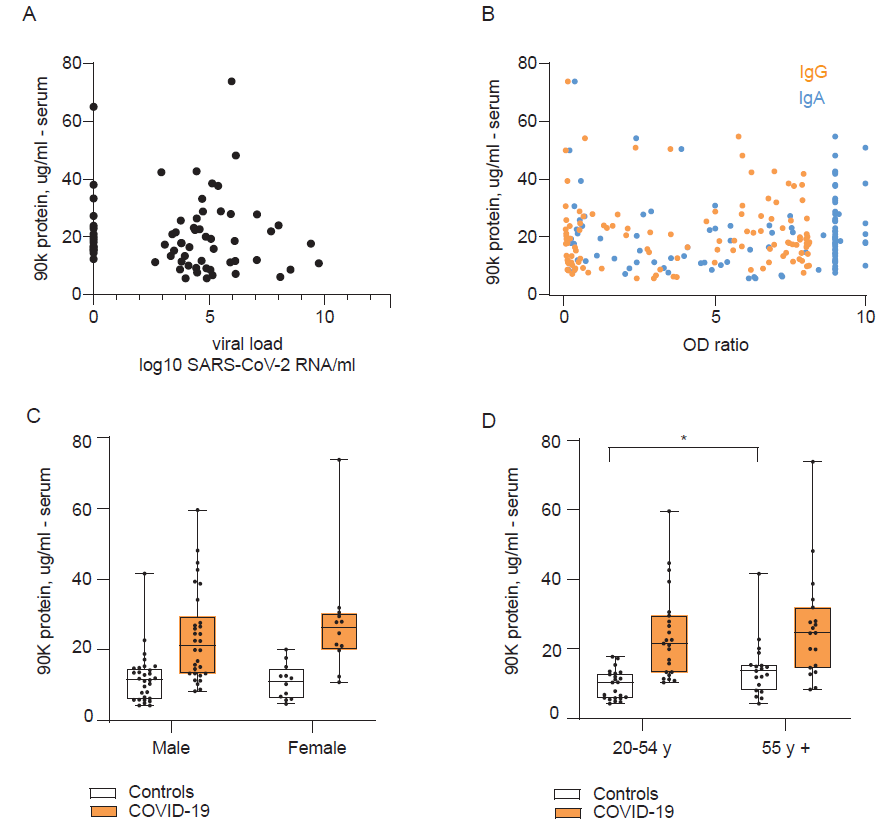 A
90k protein, ug/ml - serum
80
60
40
20
0
0
5
10
viral load
log10 SARS-CoV-2 RNA/ml
B
90k protein, ug/ml - serum
80
60
40
20
0
IgG
IgA
0
5
10
OD ratio
C
90K protein, ug/ml - serum
80
60
40
20
0
Male
Female
Controls
COVID-19
D
90K protein, ug/ml - serum
80
60
40
20
0
*
20-54 y
55 y +
Controls
COVID-19